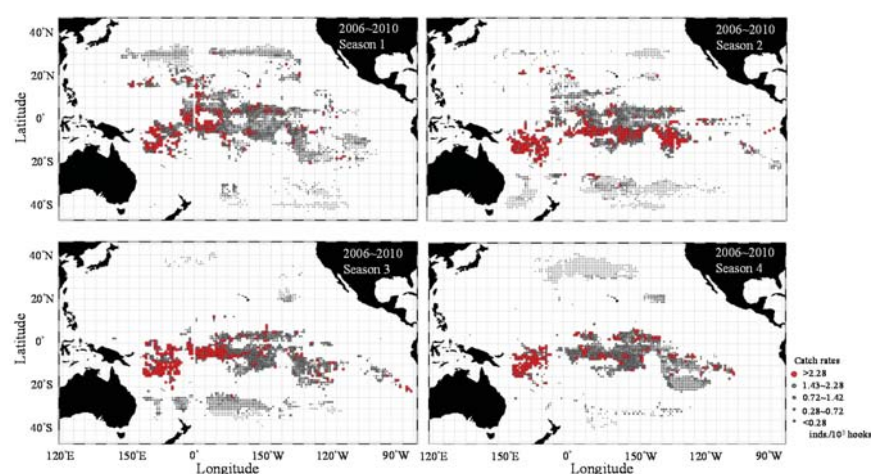 2006~2010
Season 1
2006~2010
Season 2
40°N
20°N
0°
20°S
40°S
Latitude
Latitude
2006~2010
Season 3
2006~2010
Season 4
40°N
20°N
0°
20°S
40°S
Latitude
Latitude
Catch rates
>2.28
1.43~2.28
0.72~1.42
0.28~0.72
<0.28
inds/10³ hooks
120°E 150°E 0° 150°W 120°W 90°W
120°E 150°E 0° 150°W 120°W 90°W
Longitude
Longitude